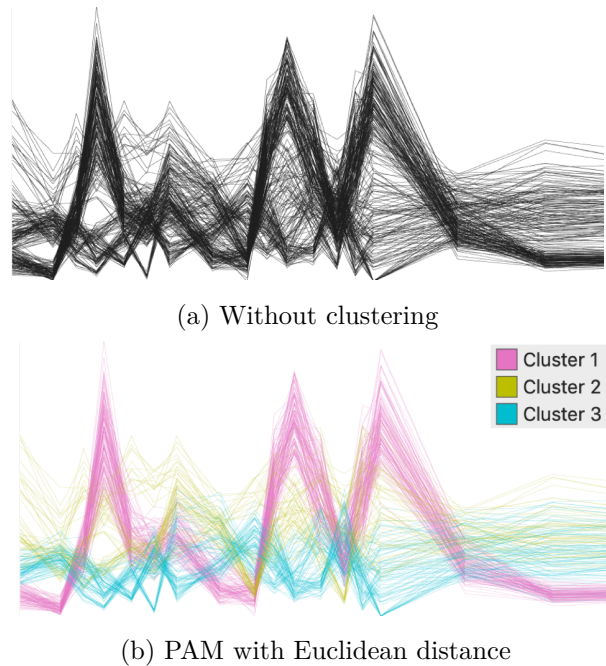 (a) Without clustering
Cluster 1
Cluster 2
Cluster 3
(b) PAM with Euclidean distance